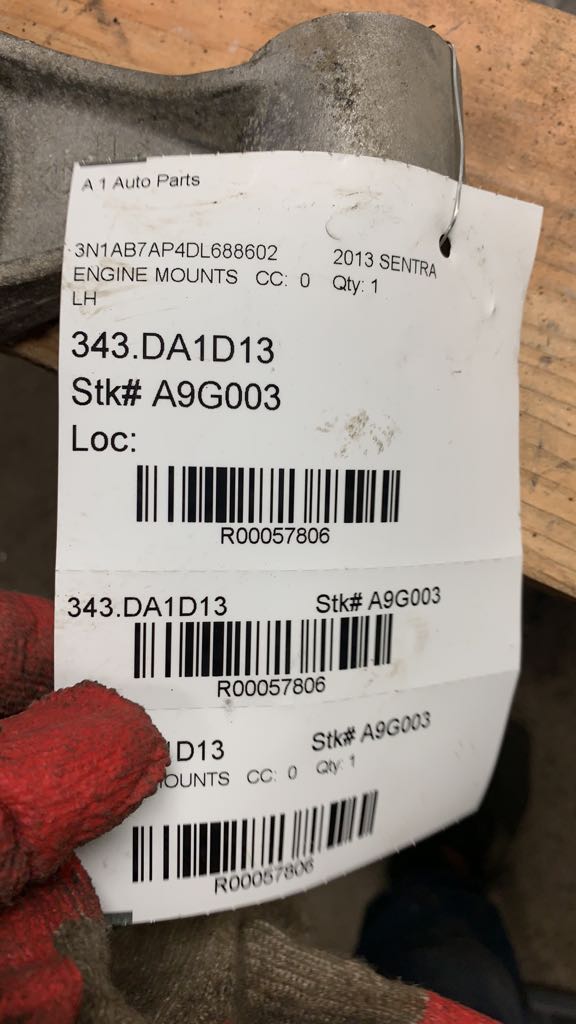 A 1 Auto Parts
3N1AB7AP4DL688602 2013 SENTRA
ENGINE MOUNTS CC: 0 Qty: 1
LH
343.DA1D13
Stk# A9G003
Loc:
R00057806
343.DA1D13 Stk# A9G003
R00057806
1D13 Stk# A9G003
OUNTS CC: 0 Qty: 1
R00057806